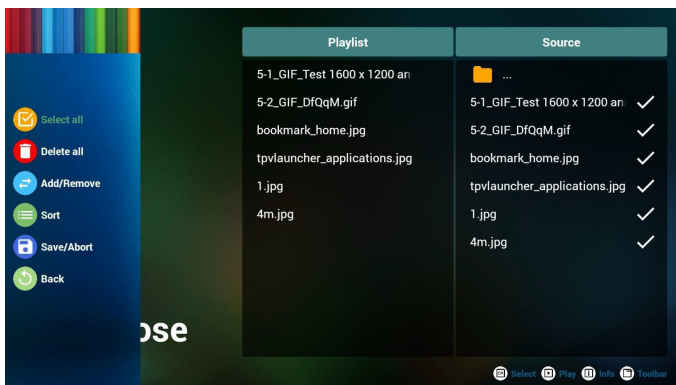 Select all
Delete all
Add/Remove
Sort
Save/Abort
Back
Playlist
5-1_GIF_Test 1600 x 1200 an
5-2_GIF_DfQqM.gif
bookmark_home.jpg
tpvlauncher_applications.jpg
1.jpg
4m.jpg
Source
...
5-1_GIF_Test 1600 x 1200 an
5-2_GIF_DfQqM.gif
bookmark_home.jpg
tpvlauncher_applications.jpg
1.jpg
4m.jpg
ose
OK Select Play Info Toolbar